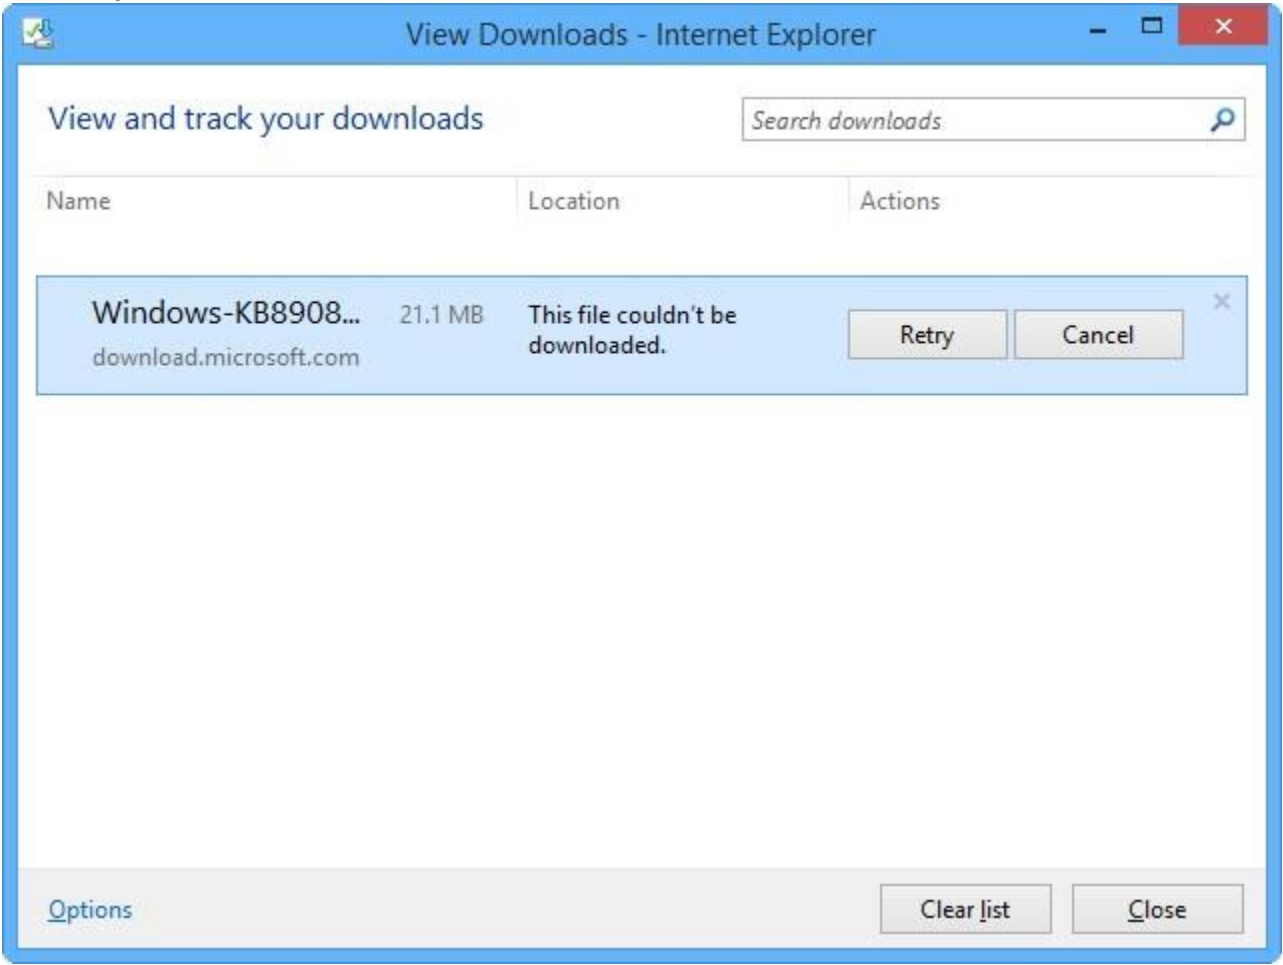 View Downloads - Internet Explorer
View and track your downloads
Search downloads
Name Location Actions
Windows-KB8908... 21.1 MB
download.microsoft.com
This file couldn't be
downloaded.
Retry Cancel
Options
Clear list Close